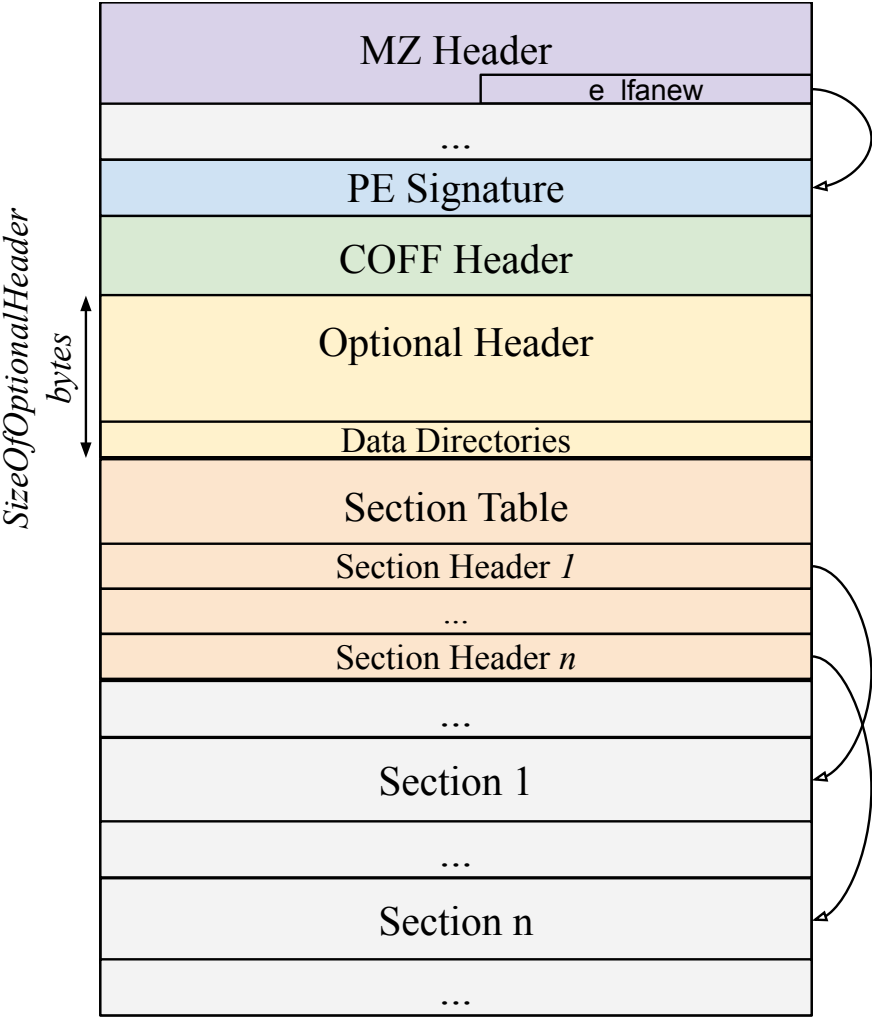 MZ Header
e_lfanew
...
PE Signature
COFF Header
SizeOfOptionalHeader
bytes
Optional Header
Data Directories
Section Table
Section Header 1
...
Section Header n
...
Section 1
...
Section n
...